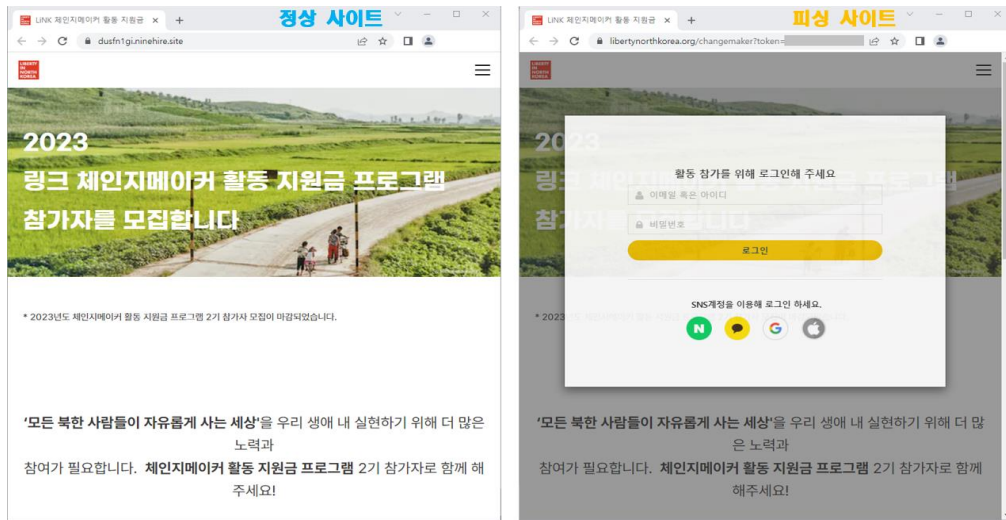 LiNK 체인지메이커 활동 지원금
정상 사이트
dusfn1gi.ninehire.site
LIBERTY
IN
NORTH
KOREA
2023
링크 체인지메이커 활동 지원금 프로그램
참가자를 모집합니다
* 2023년도 체인지메이커 활동 지원금 프로그램 2기 참가자 모집이 마감되었습니다.
‘모든 북한 사람들이 자유롭게 사는 세상'을 우리 생애 내 실현하기 위해 더 많은
노력과
참여가 필요합니다. 체인지메이커 활동 지원금 프로그램 2기 참가자로 함께 해
주세요!
LiNK 체인지메이커 활동 지원금
피싱 사이트
libertynorthkorea.org/changemaker?token=
LIBERTY
IN
NORTH
KOREA
2023
링크
참가
활동 참가를 위해 로그인해 주세요
이메일 혹은 아이디
비밀번호
로그인
SNS계정을 이용해 로그인 하세요.
N
G
* 2023
‘모든 북한 사람들이 자유롭게 사는 세상'을 우리 생애 내 실현하기 위해 더 많
은 노력과
참여가 필요합니다. 체인지메이커 활동 지원금 프로그램 2기 참가자로 함께
해주세요!